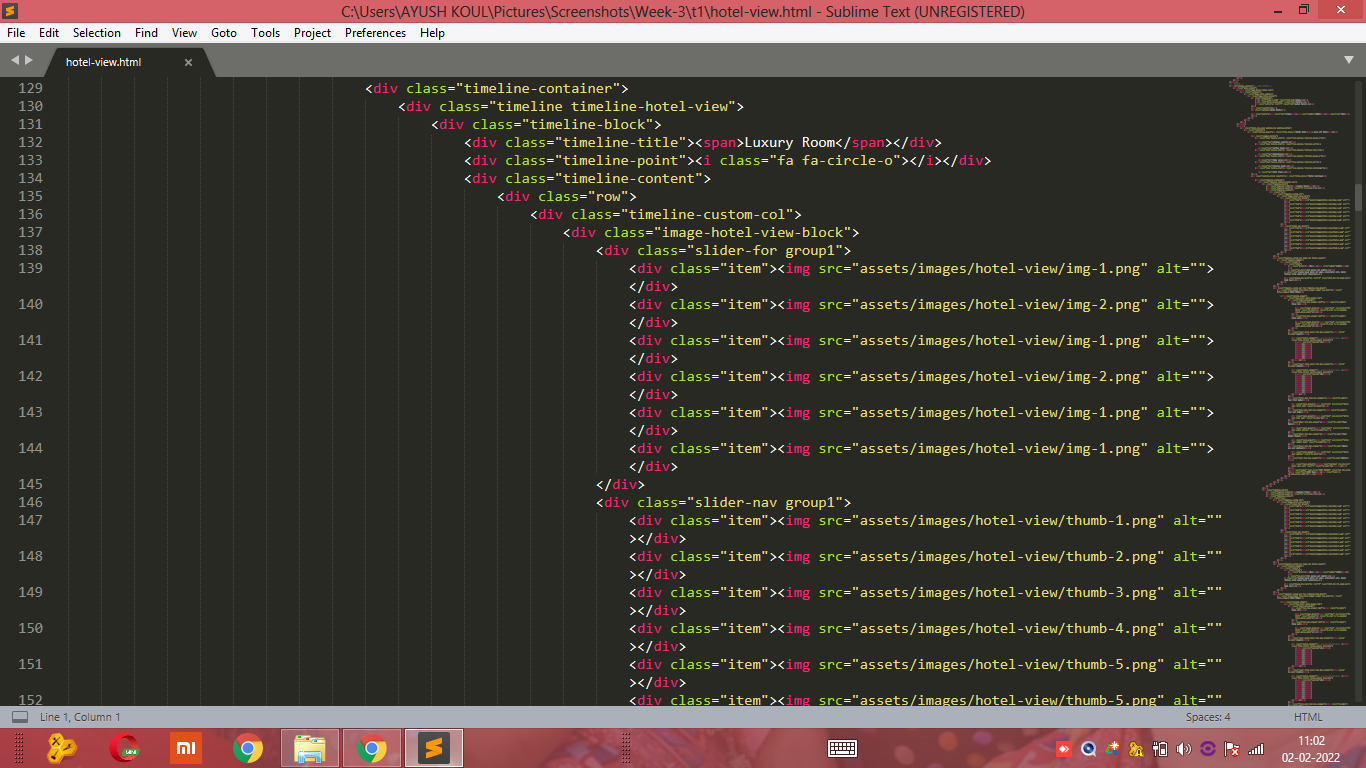 C:\Users\AYUSH KOUL\Pictures\Screenshots\Week-3\t1\hotel-view.html - Sublime Text (UNREGISTERED)
File Edit Selection Find View Goto Tools Project Preferences Help
hotel-view.html
129 <div class="timeline-container">
130 <div class="timeline timeline-hotel-view">
131 <div class="timeline-block">
132 <div class="timeline-title"><span>Luxury Room</span></div>
133 <div class="timeline-point"><i class="fa fa-circle-o"></i></div>
134 <div class="timeline-content">
135 <div class="row">
136 <div class="timeline-custom-col">
137 <div class="image-hotel-view-block">
138 <div class="slider-for group1">
139 <div class="item"><img src="assets/images/hotel-view/img-1.png" alt="">
</div>
140 <div class="item"><img src="assets/images/hotel-view/img-2.png" alt="">
</div>
141 <div class="item"><img src="assets/images/hotel-view/img-1.png" alt="">
</div>
142 <div class="item"><img src="assets/images/hotel-view/img-2.png" alt="">
</div>
143 <div class="item"><img src="assets/images/hotel-view/img-1.png" alt="">
</div>
144 <div class="item"><img src="assets/images/hotel-view/img-1.png" alt="">
</div>
145 </div>
146 <div class="slider-nav group1">
147 <div class="item"><img src="assets/images/hotel-view/thumb-1.png" alt=""
></div>
148 <div class="item"><img src="assets/images/hotel-view/thumb-2.png" alt=""
></div>
149 <div class="item"><img src="assets/images/hotel-view/thumb-3.png" alt=""
></div>
150 <div class="item"><img src="assets/images/hotel-view/thumb-4.png" alt=""
></div>
151 <div class="item"><img src="assets/images/hotel-view/thumb-5.png" alt=""
></div>
152 <div class="item"><img src="assets/images/hotel-view/thumb-5.png" alt=""
Line 1, Column 1 Spaces: 4 HTML
mi
11:02
02-02-2022